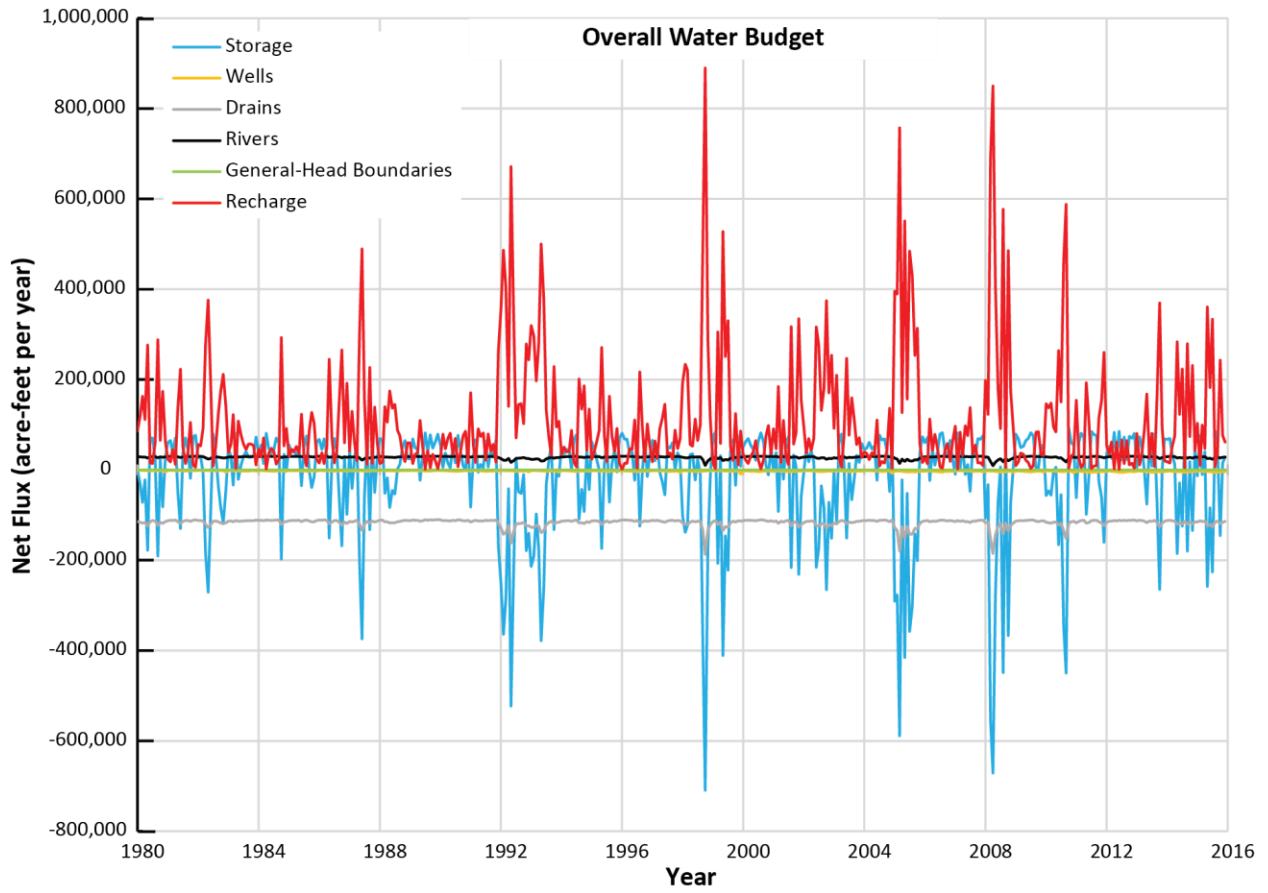 Overall Water Budget
Storage
Wells
Drains
Rivers
General-Head Boundaries
Recharge
Net Flux (acre-feet per year)
1,000,000
800,000
600,000
400,000
200,000
0
-200,000
-400,000
-600,000
-800,000
1980 1984 1988 1992 1996 2000 2004 2008 2012 2016
Year